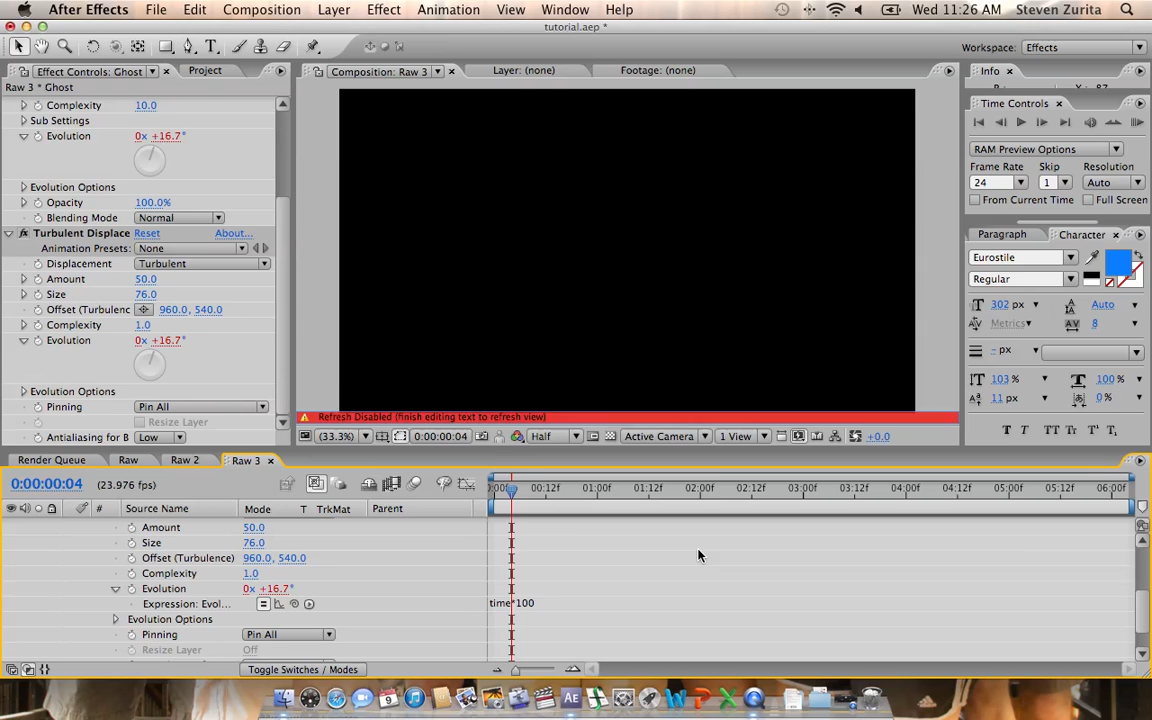 After Effects File Edit Composition Layer Effect Animation View Window Help Wed 11:26 AM Steven Zurita
tutorial.aep *
Workspace: Effects
Effect Controls: Ghost Project
Composition: Raw 3 Layer: (none) Footage: (none)
Info
Raw 3 * Ghost
Complexity 10.0
Sub Settings
Evolution 0x +16.7°
Evolution Options
Opacity 100.0%
Blending Mode Normal
Turbulent Displace Reset About...
Animation Presets: None
Displacement Turbulent
Amount 50.0
Size 76.0
Offset (Turbulenc 960.0, 540.0
Complexity 1.0
Evolution 0x +16.7°
Evolution Options
Pinning Pin All
Resize Layer
Antialiasing for B Low
Refresh Disabled (finish editing text to refresh view)
(33.3%) 0:00:00:04 Half Active Camera 1 View +0.0
Time Controls
RAM Preview Options
Frame Rate Skip Resolution
24 1 Auto
From Current Time Full Screen
Paragraph Character
Eurostile
Regular
302 px Auto
Metrics 8
- px
103 % 100 %
11 px 0 %
T T TT Tr T¹ T₁
Render Queue Raw Raw 2 Raw 3
0:00:00:04 (23.976 fps)
00:12f 01:00f 01:12f 02:00f 02:12f 03:00f 03:12f 04:00f 04:12f 05:00f 05:12f 06:00f
# Source Name Mode T TrkMat Parent
Amount 50.0
Size 76.0
Offset (Turbulence) 960.0, 540.0
Complexity 1.0
Evolution 0x +16.7°
Expression: Evol... time*100
Evolution Options
Pinning Pin All
Resize Layer Off
Toggle Switches / Modes